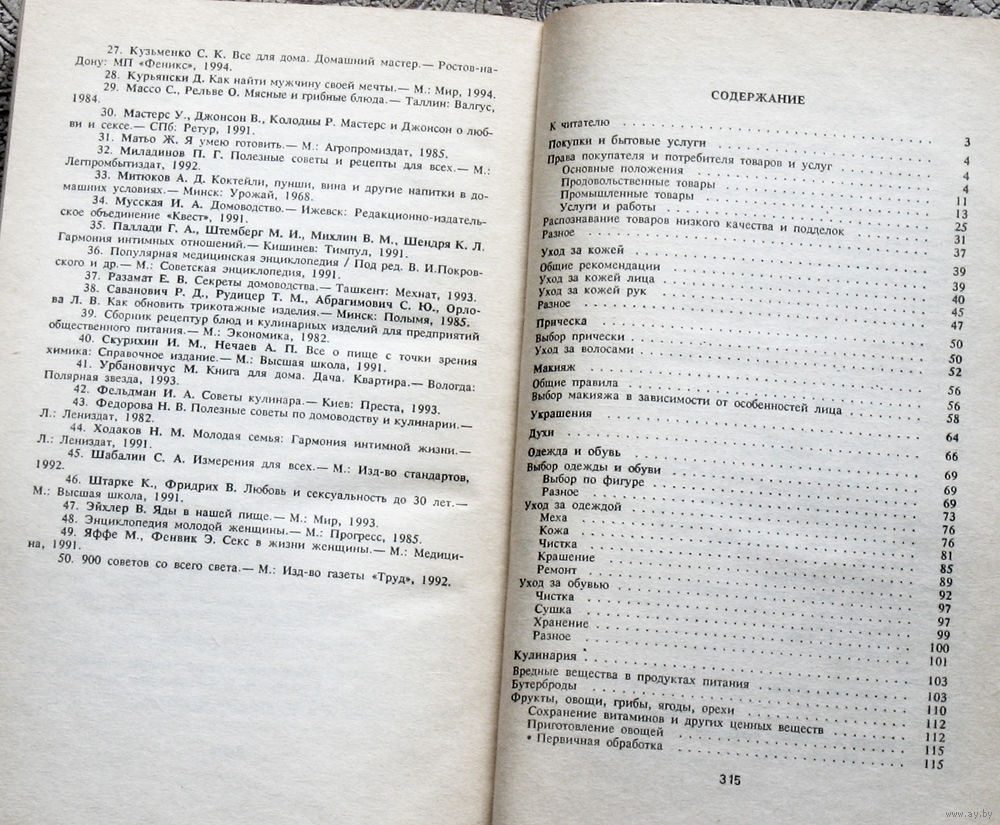 27. Кузьменко С. К. Все для дома. Домашний мастер.— Ростов-на-
Дону: МП «Феникс», 1994.
28. Курьянски Д. Как найти мужчину своей мечты.— М.: Мир, 1994.
29. Массо С., Рельве О. Мясные и грибные блюда.— Таллин: Валгус,
1984.
30. Мастерс У., Джонсон В., Колодны Р. Мастерс и Джонсон о люб-
ви и сексе.— СПб: Ретур, 1991.
31. Матьо Ж. Я умею готовить.— М.: Агропромиздат, 1985.
32. Миладинов П. Г. Полезные советы и рецепты для всех.— М.:
Легпромбытиздат, 1992.
33. Митюков А. Д. Коктейли, пунши, вина и другие напитки в до-
машних условиях.— Минск: Урожай, 1968.
34. Мусская И. А. Домоводство.— Ижевск: Редакционно-издатель-
ское объединение «Квест», 1991.
35. Паллади Г. А., Штемберг М. И., Михлин В. М., Шендря К. Л.
Гармония интимных отношений.— Кишинев: Тимпул, 1991.
36. Популярная медицинская энциклопедия / Под ред. В. И.Покров-
ского и др.— М.: Советская энциклопедия, 1991.
37. Разамат Е. В. Секреты домоводства.— Ташкент: Мехнат, 1993.
38. Саванович Р. Д., Рудицер Т. М., Абрагимович С. Ю., Орло-
ва Л. В. Как обновить трикотажные изделия.— Минск: Полымя, 1985.
39. Сборник рецептур блюд и кулинарных изделий для предприятий
общественного питания.— М.: Экономика, 1982.
40. Скурихин И. М., Нечаев А. П. Все о пище с точки зрения
химика: Справочное издание.— М.: Высшая школа, 1991.
41. Урбановичус М. Книга для дома. Дача. Квартира.— Вологда:
Полярная звезда, 1993.
42. Фельдман И. А. Советы кулинара.— Киев: Преста, 1993.
43. Федорова Н. В. Полезные советы по домоводству и кулинарии.—
Л.: Лениздат, 1982.
44. Ходаков Н. М. Молодая семья: Гармония интимной жизни.—
Л.: Лениздат, 1991.
45. Шабалин С. А. Измерения для всех.— М.: Изд-во стандартов,
1992.
46. Штарке К., Фридрих В. Любовь и сексуальность до 30 лет.—
М.: Высшая школа, 1991.
47. Эйхлер В. Яды в нашей пище.— М.: Мир, 1993.
48. Энциклопедия молодой женщины.— М.: Прогресс, 1985.
49. Яффе М., Фенвик Э. Секс в жизни женщины.— М.: Медици-
на, 1991.
50. 900 советов со всего света.— М.: Изд-во газеты «Труд», 1992.
СОДЕРЖАНИЕ
К читателю 3
Покупки и бытовые услуги 4
Права покупателя и потребителя товаров и услуг 4
Основные положения 4
Продовольственные товары 11
Промышленные товары 13
Услуги и работы 25
Распознавание товаров низкого качества и подделок 31
Разное 37
Уход за кожей 39
Общие рекомендации 39
Уход за кожей лица 40
Уход за кожей рук 45
Разное 47
Прическа 50
Выбор прически 50
Уход за волосами 52
Макияж 56
Общие правила 56
Выбор макияжа в зависимости от особенностей лица 58
Украшения 64
Духи 66
Одежда и обувь 69
Выбор одежды и обуви 69
Выбор по фигуре 69
Разное 73
Уход за одеждой 76
Меха 76
Кожа 81
Чистка 85
Крашение 89
Ремонт 92
Уход за обувью 97
Чистка 97
Сушка 99
Хранение 100
Разное 101
Кулинария 103
Вредные вещества в продуктах питания 103
Бутерброды 110
Фрукты, овощи, грибы, ягоды, орехи 112
Сохранение витаминов и других ценных веществ 112
Приготовление овощей 115
• Первичная обработка 115
315
www.ay.by